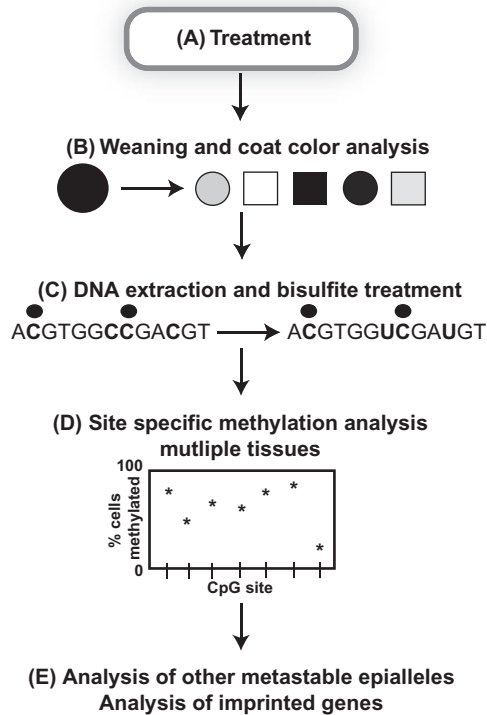 (A) Treatment
(B) Weaning and coat color analysis
(C) DNA extraction and bisulfite treatment
ACGTGGCCGACGT ACGTGGUCGAUGT
(D) Site specific methylation analysis
mutliple tissues
100
% cells
methylated
0
CpG site
(E) Analysis of other metastable epialleles
Analysis of imprinted genes